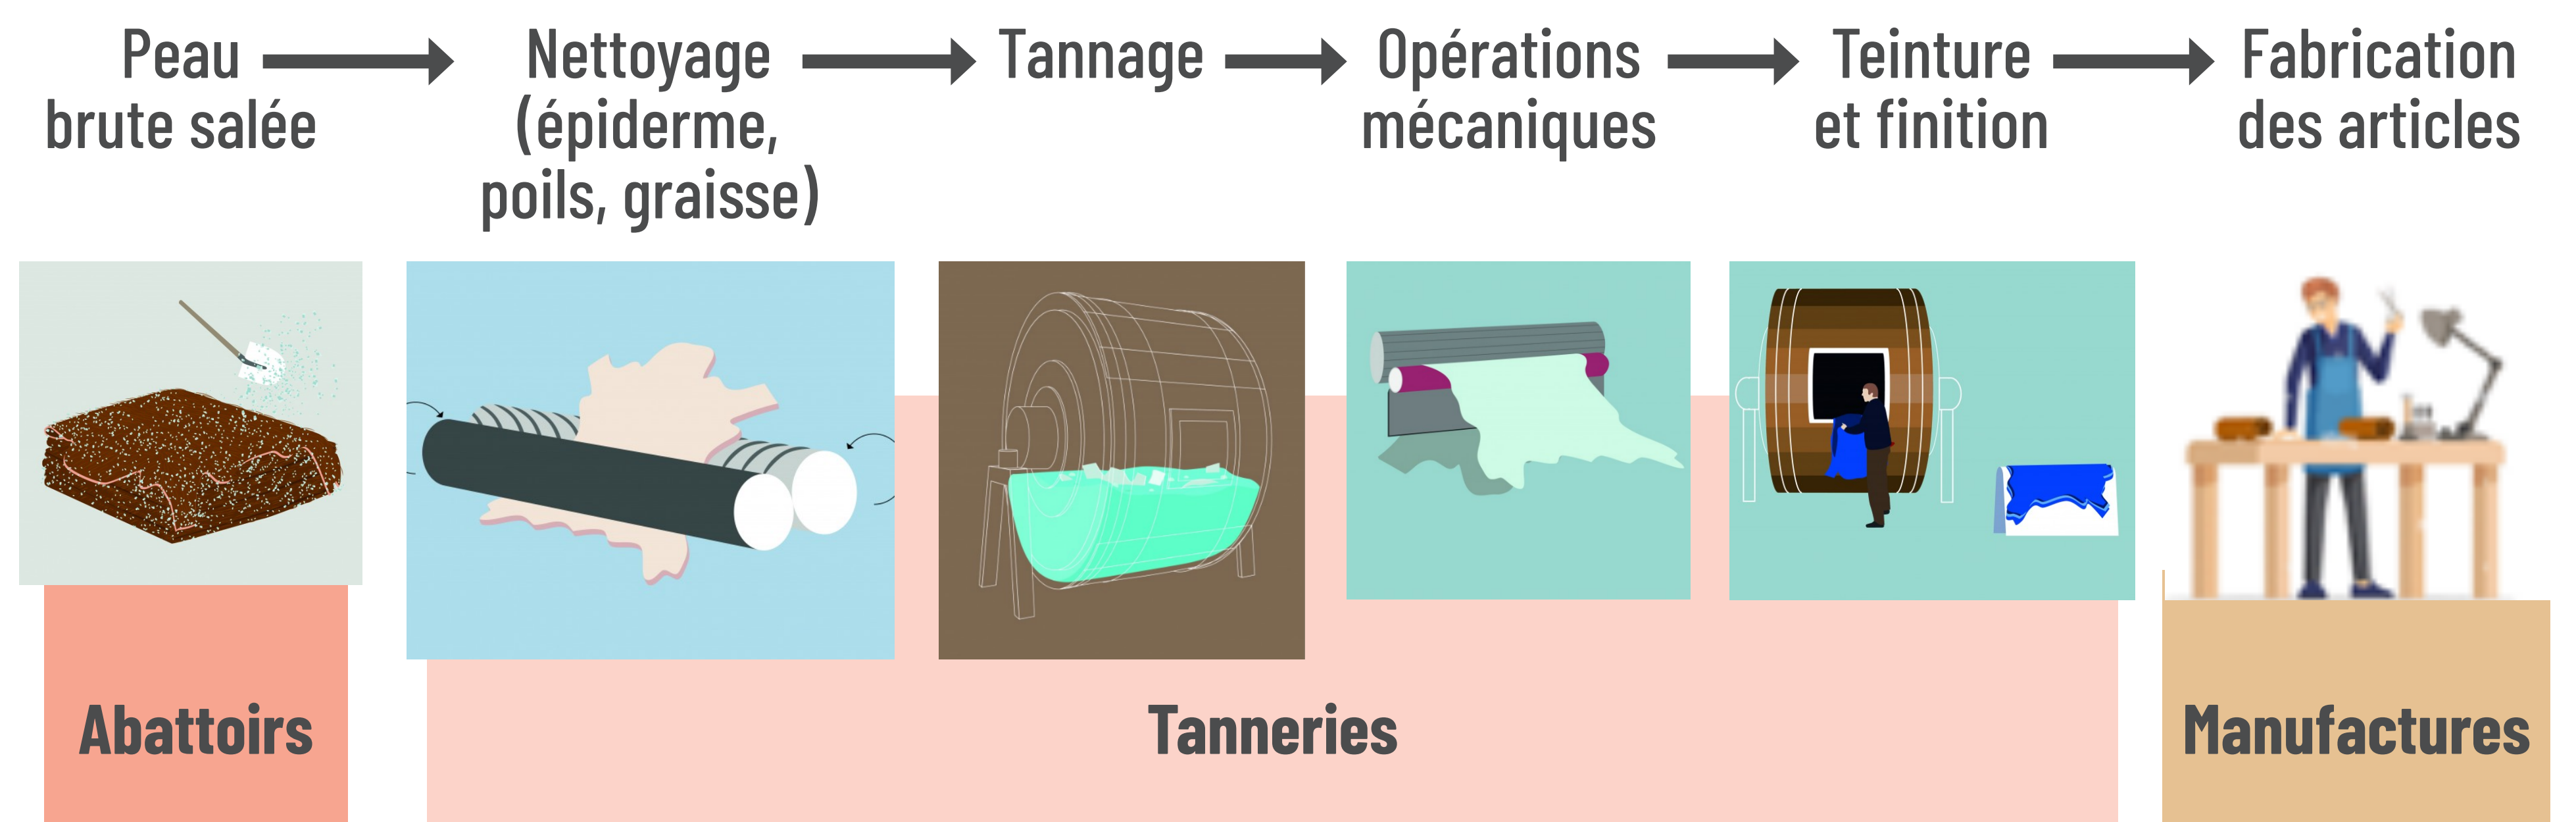 Peau
brute salée
Nettoyage
(épiderme,
poils, graisse)
Tannage
Opérations
mécaniques
Teinture
et finition
Fabrication
des articles
Abattoirs
Tanneries
Manufactures